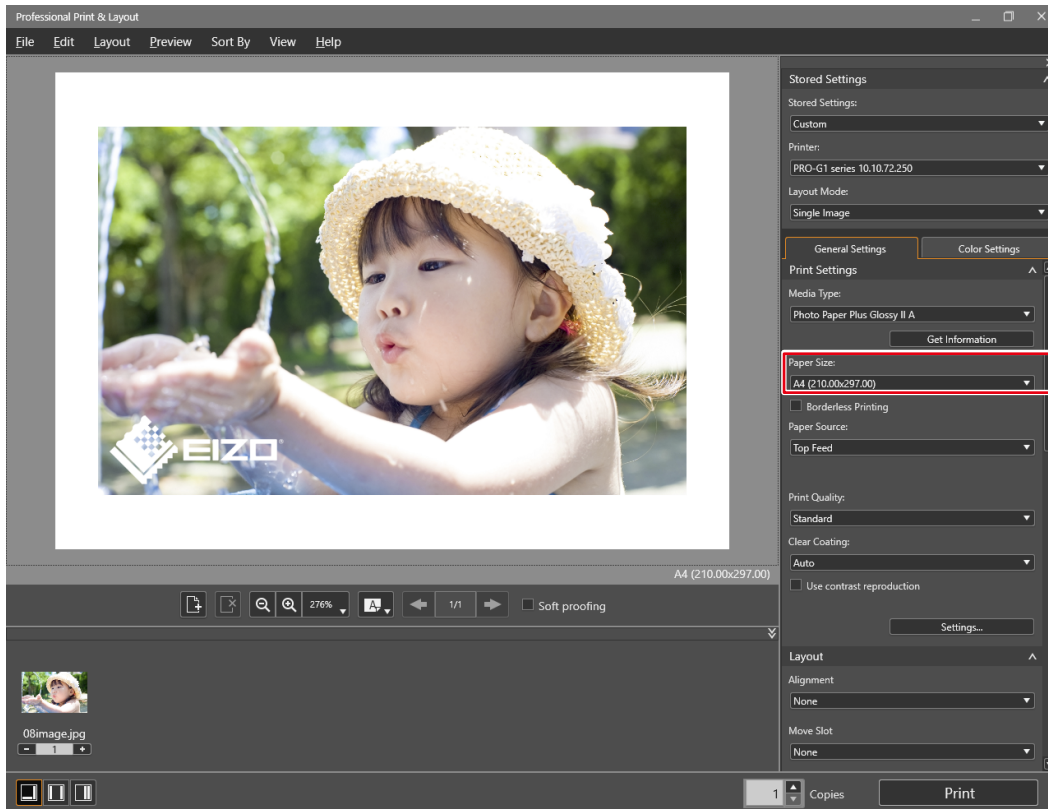 Professional Print & Layout
File Edit Layout Preview Sort By View Help
Stored Settings
Stored Settings:
Custom
Printer:
PRO-G1 series 10.10.72.250
Layout Mode:
Single Image
General Settings Color Settings
Print Settings
Media Type:
Photo Paper Plus Glossy II A
Get Information
Paper Size:
A4 (210.00x297.00)
Borderless Printing
Paper Source:
Top Feed
Print Quality:
Standard
Clear Coating:
Auto
Use contrast reproduction
Settings...
Layout
Alignment
None
Move Slot
None
EIZO
A4 (210.00x297.00)
276% A 1/1 Soft proofing
08image.jpg
- 1 +
1 Copies Print